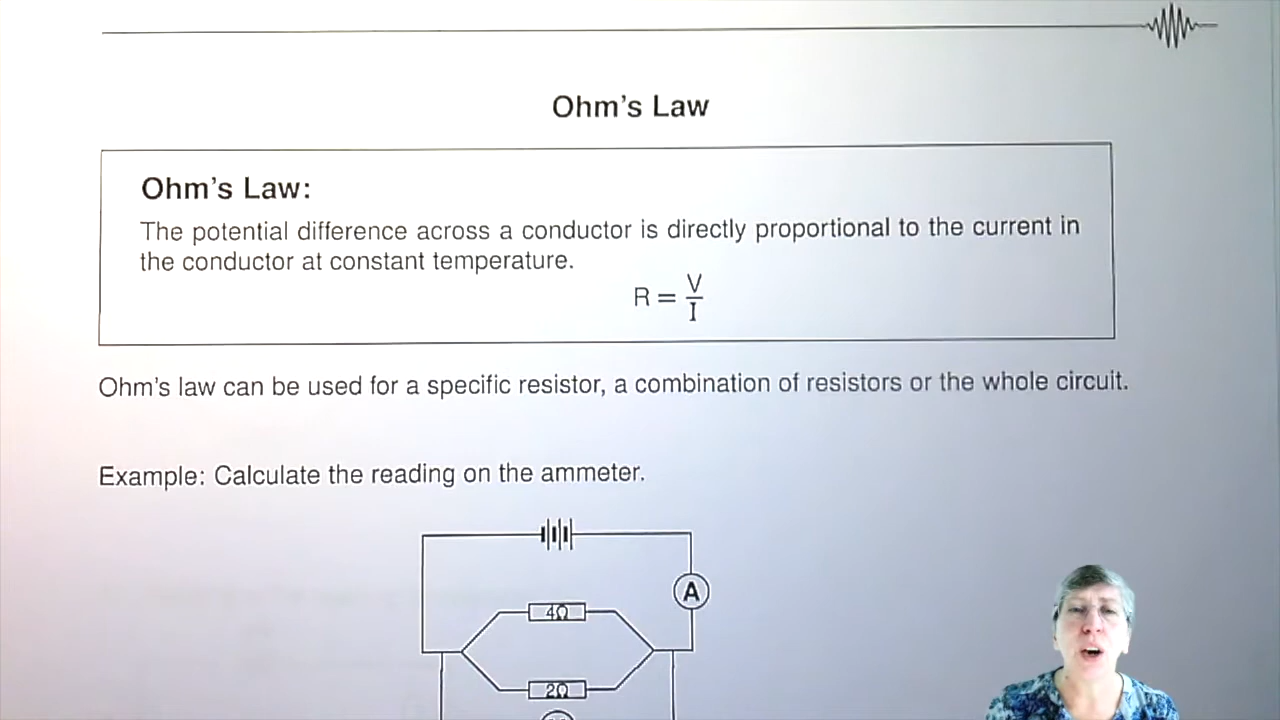 Ohm's Law
Ohm's Law:
The potential difference across a conductor is directly proportional to the current in
the conductor at constant temperature.
R = V/I
Ohm's law can be used for a specific resistor, a combination of resistors or the whole circuit.
Example: Calculate the reading on the ammeter.
A
4Ω
2Ω